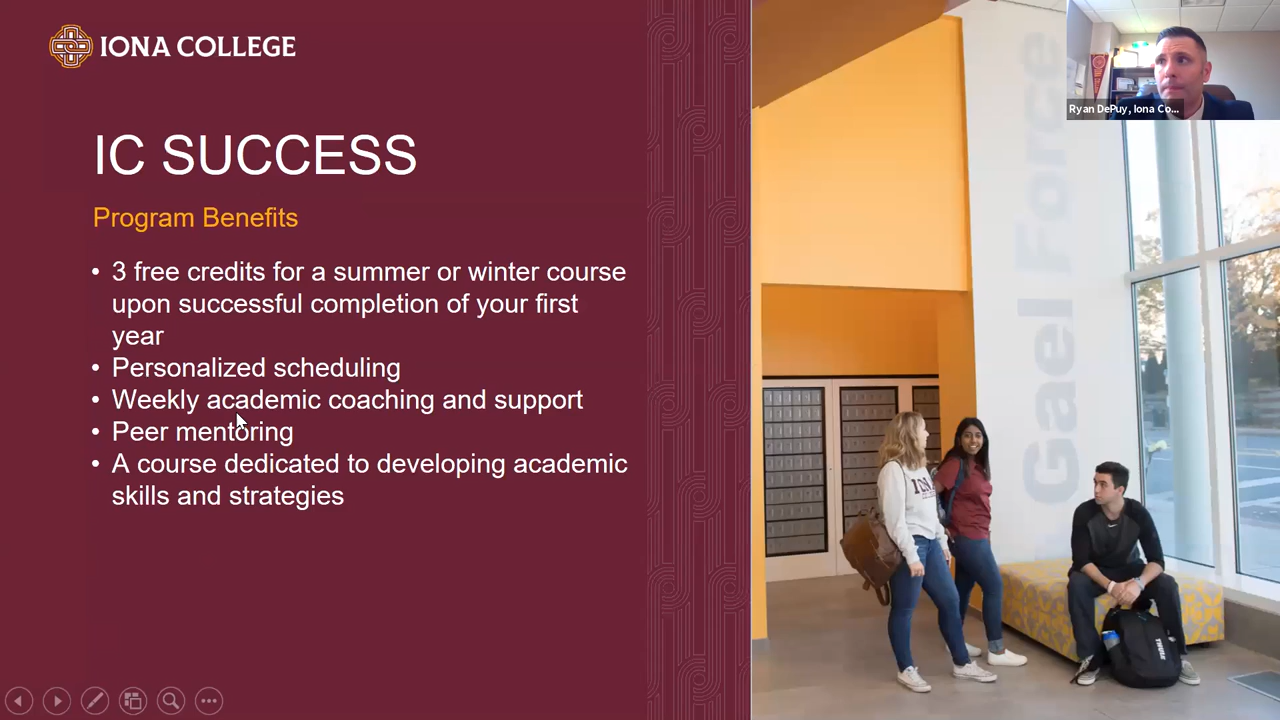 IONA COLLEGE
Ryan DePuy, Iona Co...
IC SUCCESS
Program Benefits
• 3 free credits for a summer or winter course
upon successful completion of your first
year
• Personalized scheduling
• Weekly academic coaching and support
• Peer mentoring
• A course dedicated to developing academic
skills and strategies
Gael Force
IONA
THULE